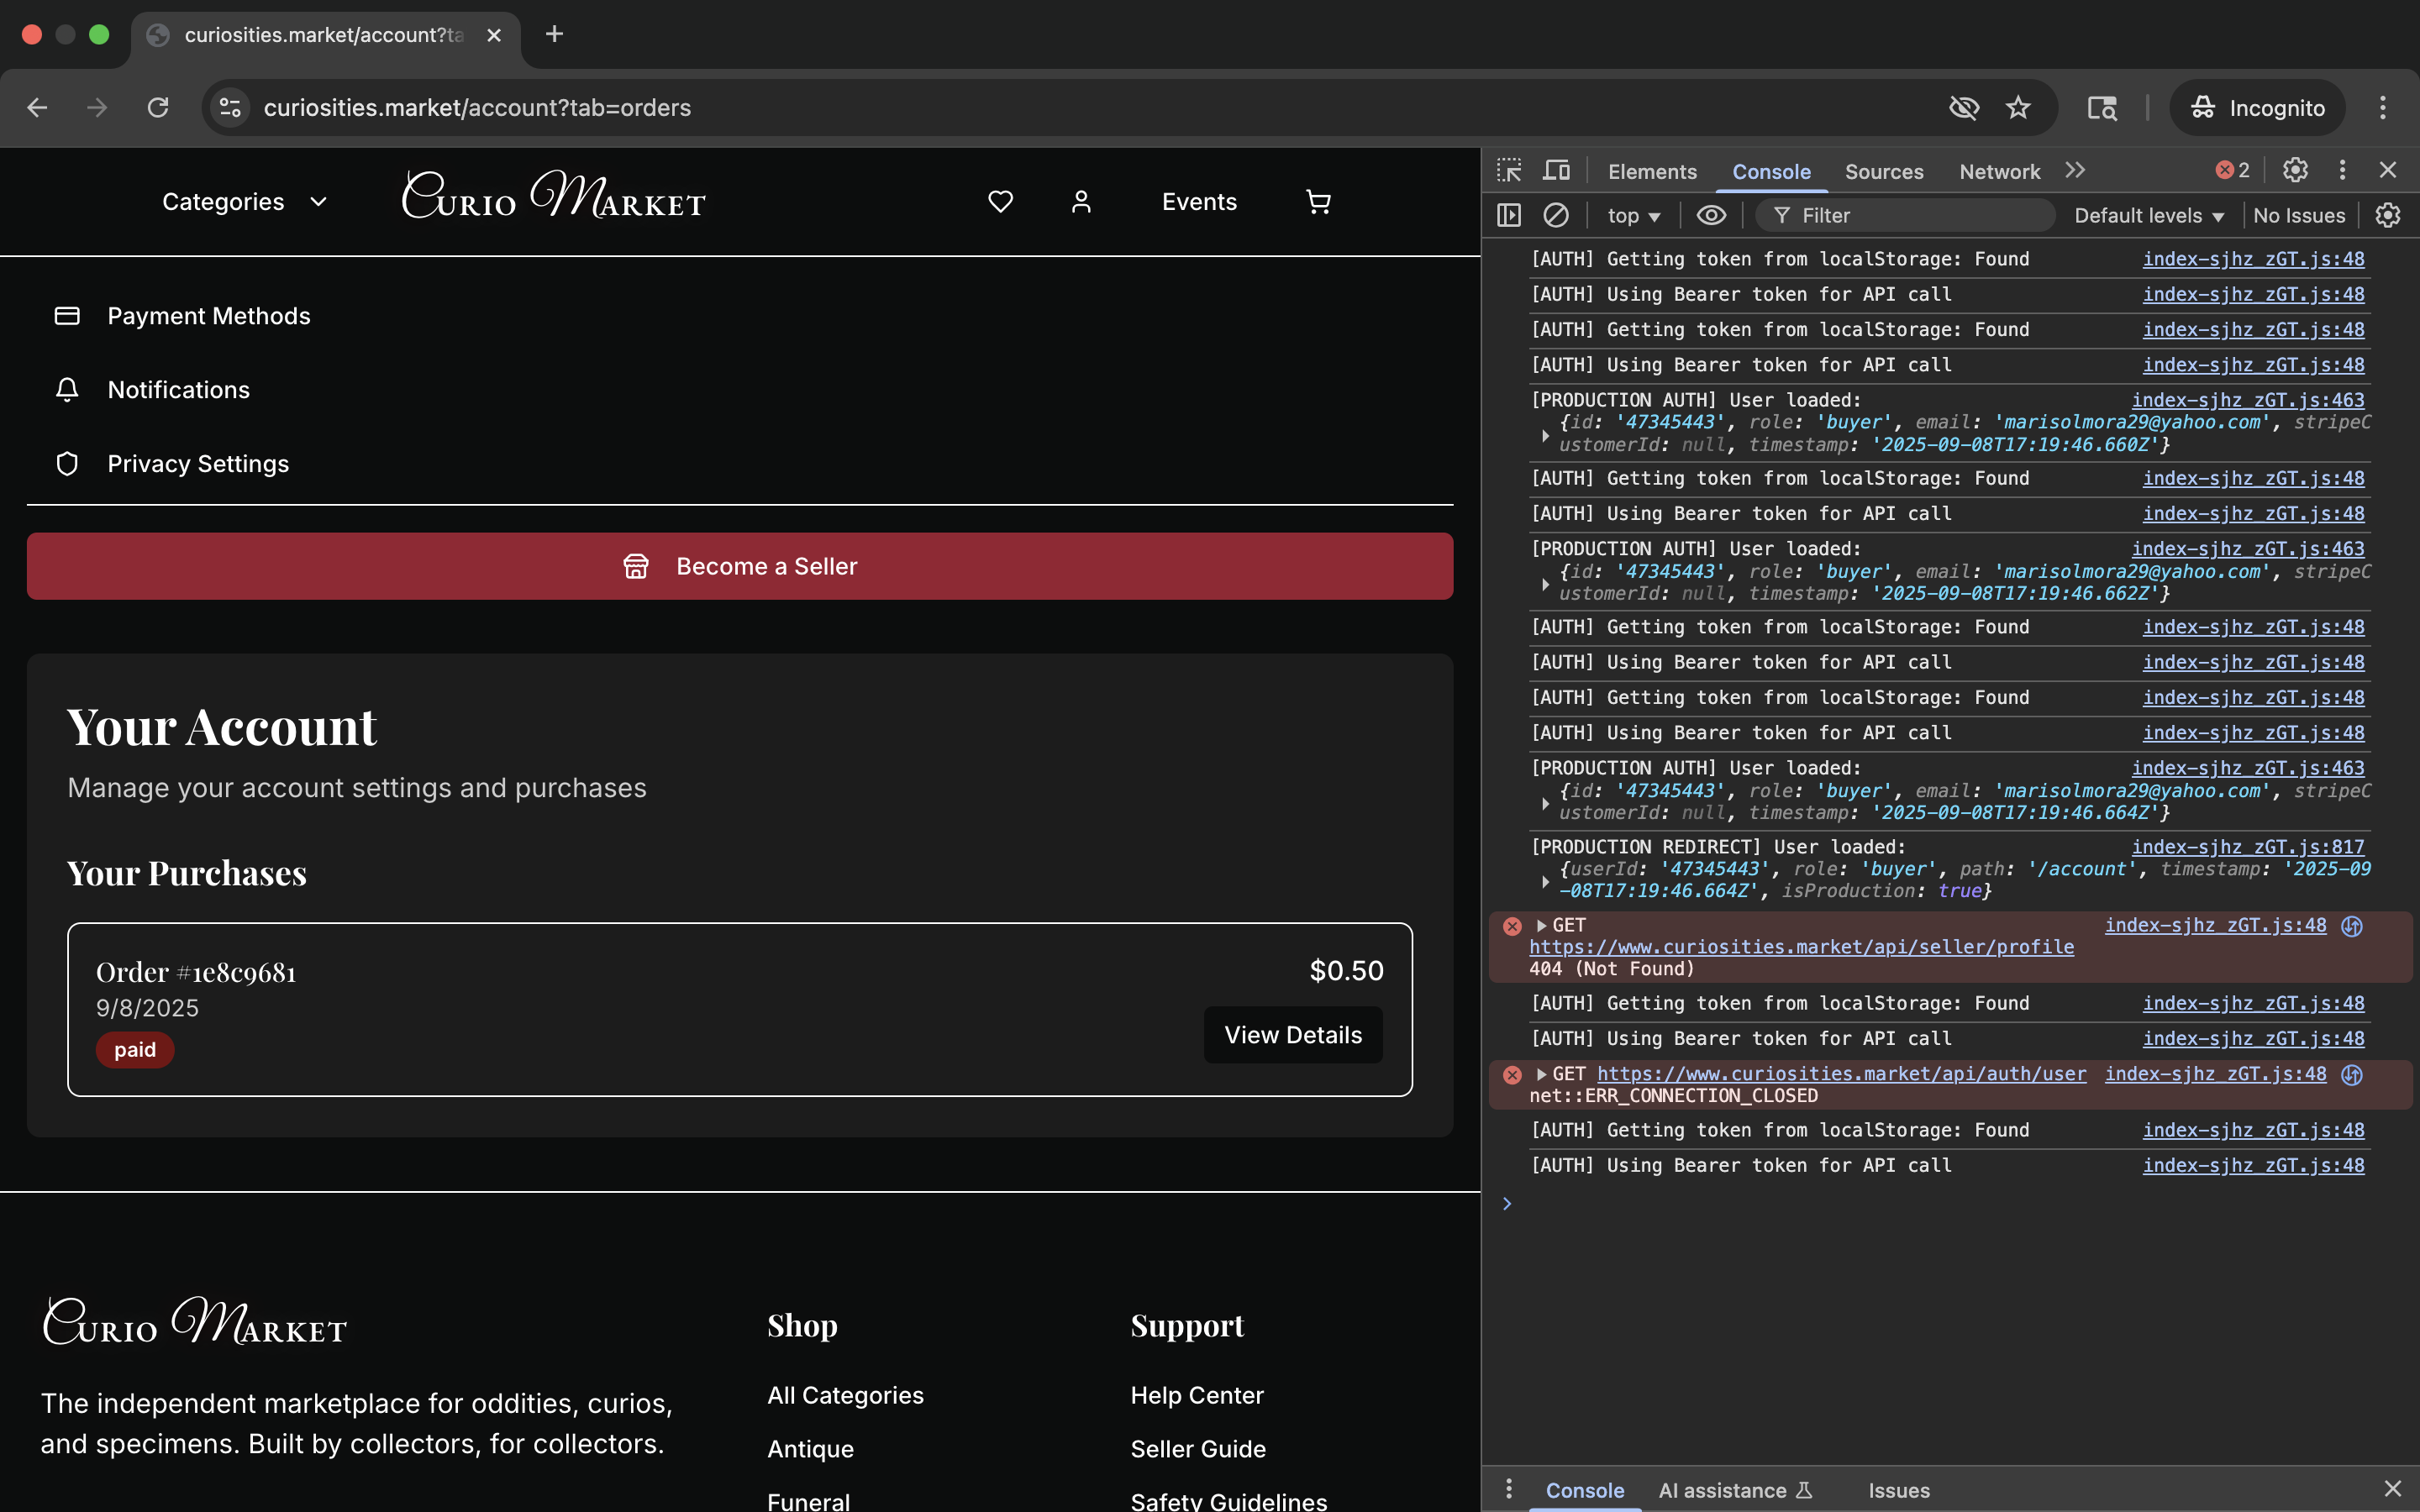 curiosities.market/account?ta
curiosities.market/account?tab=orders
Incognito
Categories
Curio Market
Events
Payment Methods
Notifications
Privacy Settings
Become a Seller
Your Account
Manage your account settings and purchases
Your Purchases
Order #1e8c9681
$0.50
9/8/2025
View Details
paid
Curio Market
The independent marketplace for oddities, curios,
and specimens. Built by collectors, for collectors.
Shop
All Categories
Antique
Funeral
Support
Help Center
Seller Guide
Safety Guidelines
Elements
Console
Sources
Network
2
top
Filter
Default levels
No Issues
[AUTH] Getting token from localStorage: Found index-sjhz_zGT.js:48
[AUTH] Using Bearer token for API call index-sjhz_zGT.js:48
[AUTH] Getting token from localStorage: Found index-sjhz_zGT.js:48
[AUTH] Using Bearer token for API call index-sjhz_zGT.js:48
[PRODUCTION AUTH] User loaded: index-sjhz_zGT.js:463
{id: '47345443', role: 'buyer', email: 'marisolmora29@yahoo.com', stripeC
ustomerId: null, timestamp: '2025-09-08T17:19:46.660Z'}
[AUTH] Getting token from localStorage: Found index-sjhz_zGT.js:48
[AUTH] Using Bearer token for API call index-sjhz_zGT.js:48
[PRODUCTION AUTH] User loaded: index-sjhz_zGT.js:463
{id: '47345443', role: 'buyer', email: 'marisolmora29@yahoo.com', stripeC
ustomerId: null, timestamp: '2025-09-08T17:19:46.662Z'}
[AUTH] Getting token from localStorage: Found index-sjhz_zGT.js:48
[AUTH] Using Bearer token for API call index-sjhz_zGT.js:48
[AUTH] Getting token from localStorage: Found index-sjhz_zGT.js:48
[AUTH] Using Bearer token for API call index-sjhz_zGT.js:48
[PRODUCTION AUTH] User loaded: index-sjhz_zGT.js:463
{id: '47345443', role: 'buyer', email: 'marisolmora29@yahoo.com', stripeC
ustomerId: null, timestamp: '2025-09-08T17:19:46.664Z'}
[PRODUCTION REDIRECT] User loaded: index-sjhz_zGT.js:817
{userId: '47345443', role: 'buyer', path: '/account', timestamp: '2025-09
-08T17:19:46.664Z', isProduction: true}
GET index-sjhz_zGT.js:48
https://www.curiosities.market/api/seller/profile
404 (Not Found)
[AUTH] Getting token from localStorage: Found index-sjhz_zGT.js:48
[AUTH] Using Bearer token for API call index-sjhz_zGT.js:48
GET https://www.curiosities.market/api/auth/user index-sjhz_zGT.js:48
net::ERR_CONNECTION_CLOSED
[AUTH] Getting token from localStorage: Found index-sjhz_zGT.js:48
[AUTH] Using Bearer token for API call index-sjhz_zGT.js:48
Console
AI assistance
Issues